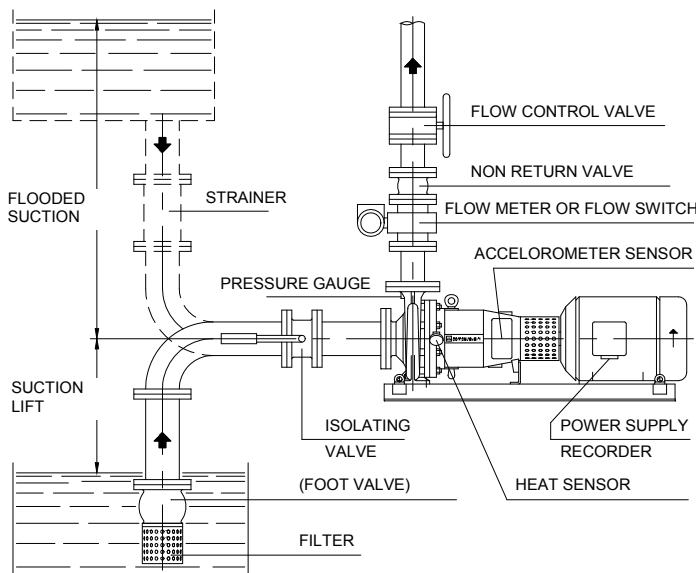 FLOW CONTROL VALVE
NON RETURN VALVE
FLOODED
SUCTION
STRAINER
FLOW METER OR FLOW SWITCH
ACCELOROMETER SENSOR
PRESSURE GAUGE
SUCTION
LIFT
ISOLATING
VALVE
POWER SUPPLY
RECORDER
(FOOT VALVE)
HEAT SENSOR
FILTER